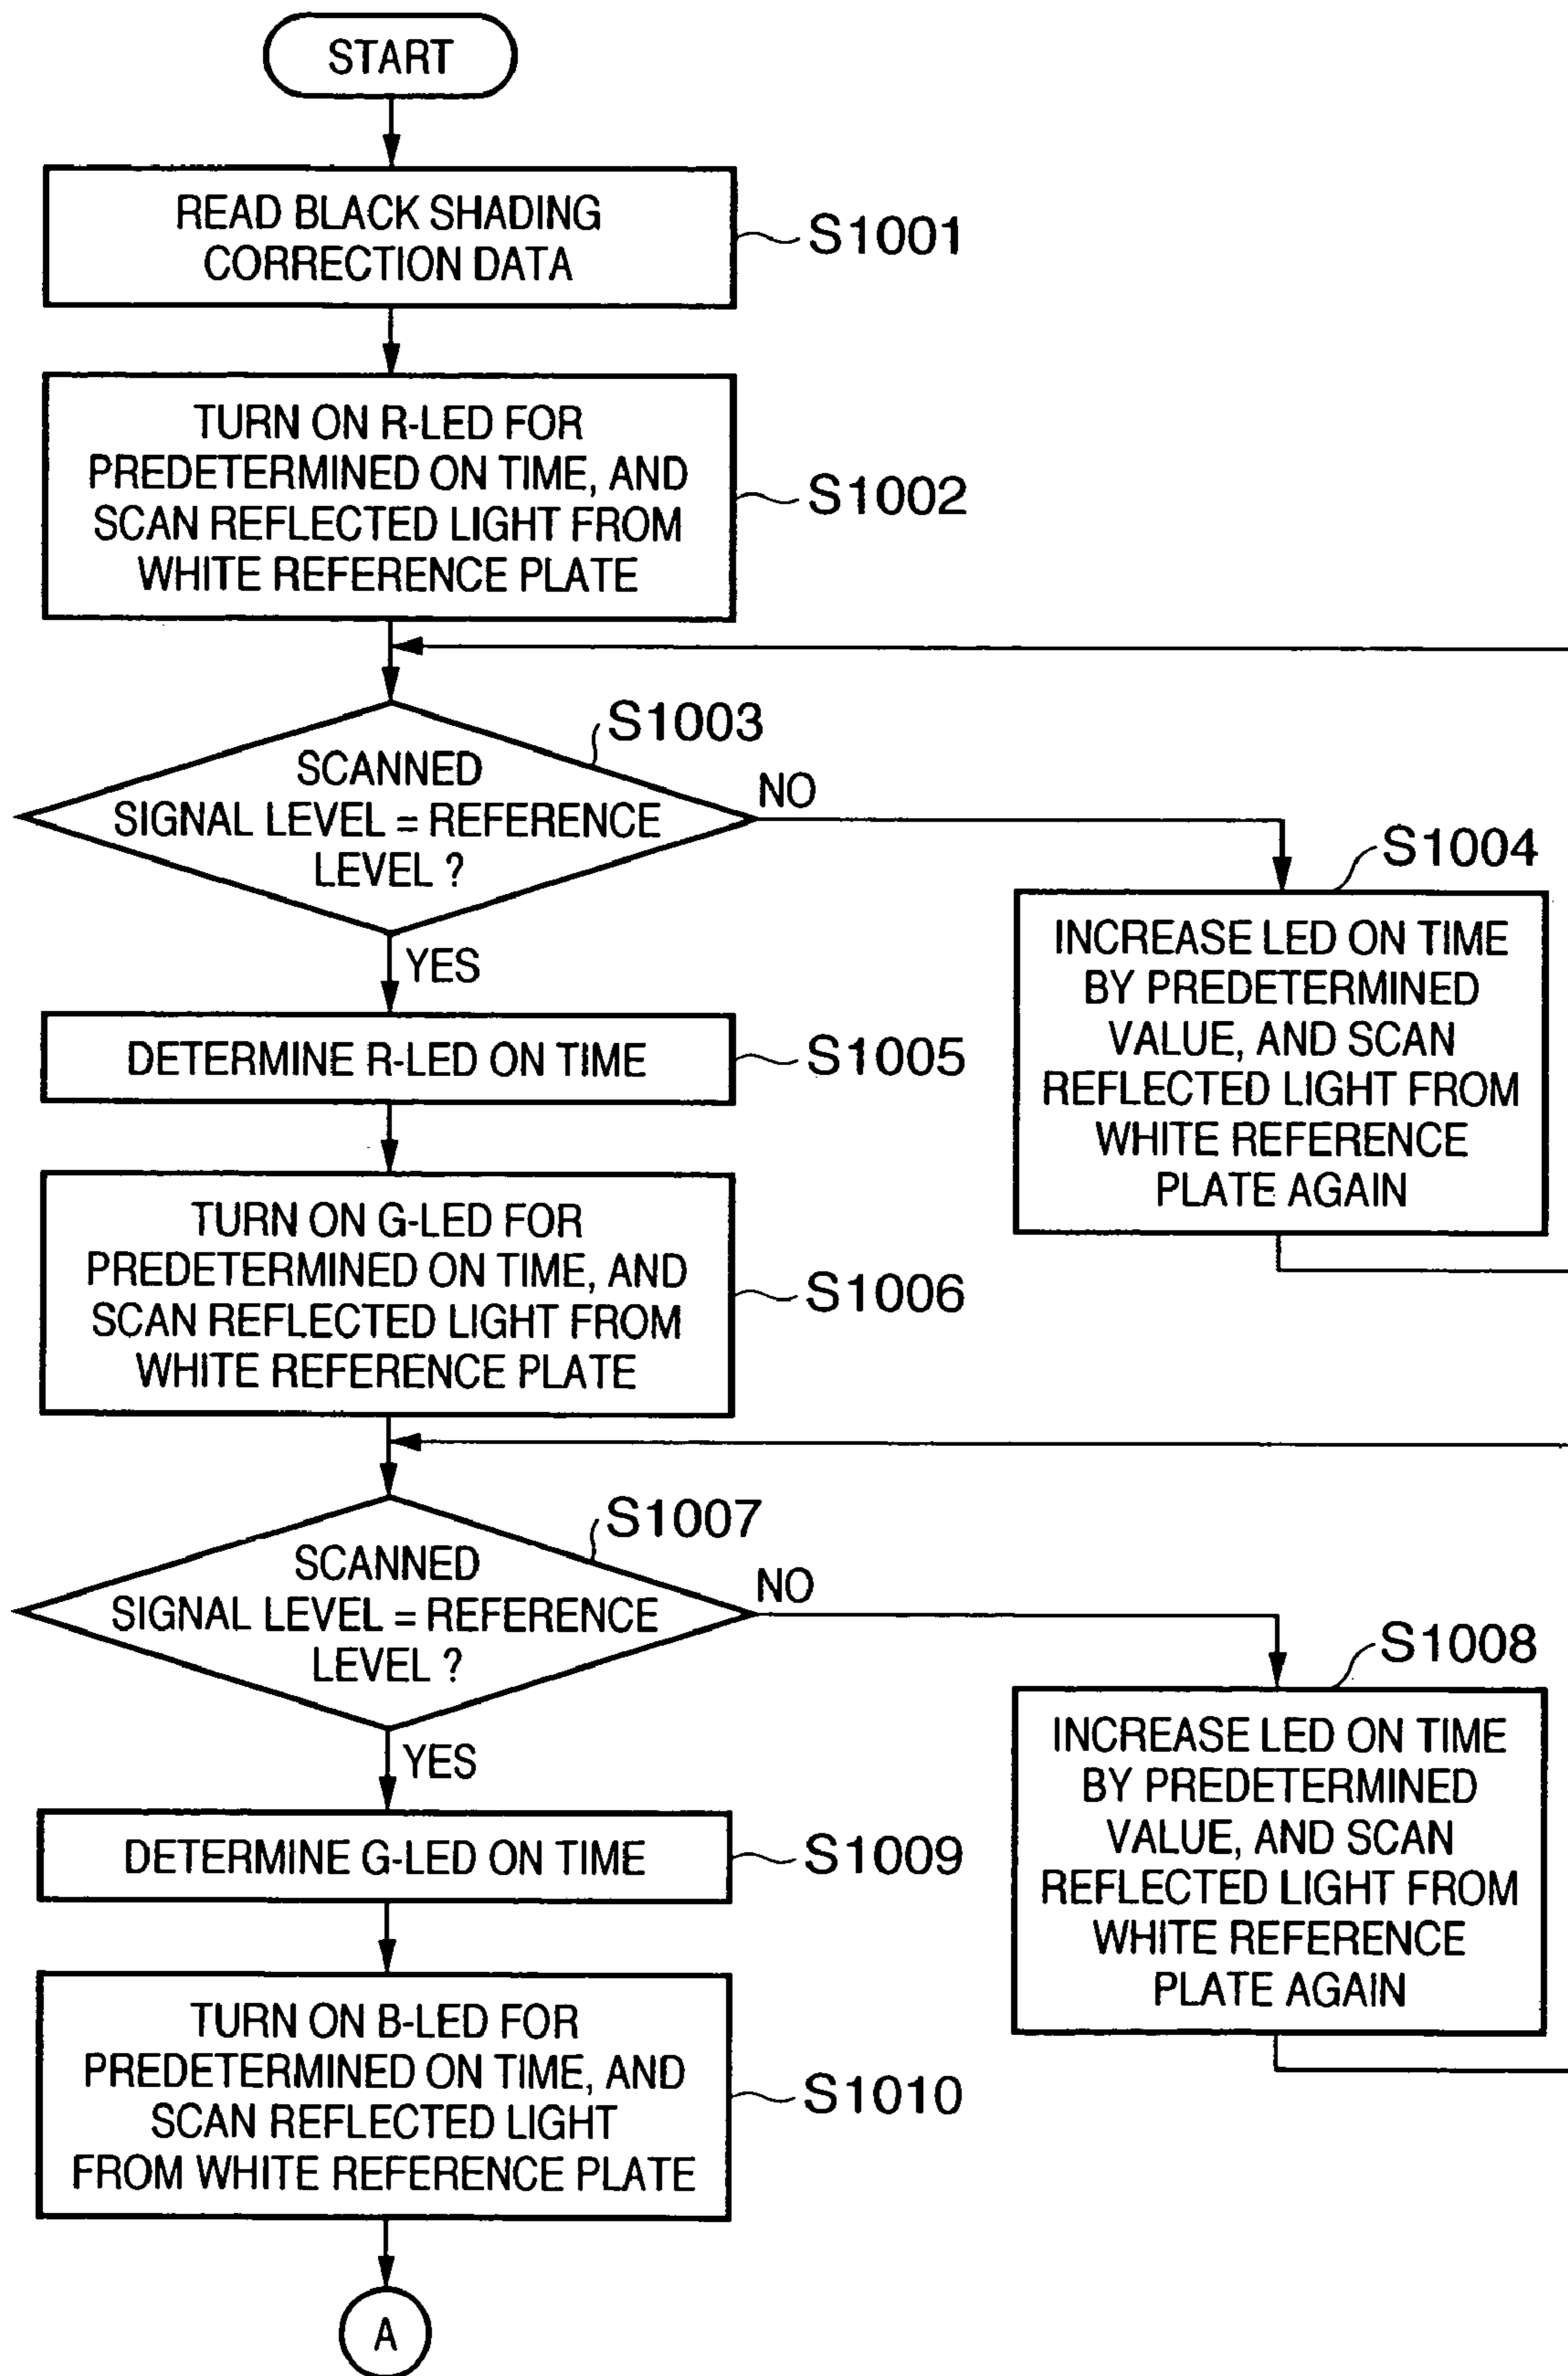 START
READ BLACK SHADING
CORRECTION DATA
S1001
TURN ON R-LED FOR
PREDETERMINED ON TIME, AND
SCAN REFLECTED LIGHT FROM
WHITE REFERENCE PLATE
S1002
S1003
SCANNED
SIGNAL LEVEL = REFERENCE
LEVEL ?
NO
YES
S1004
INCREASE LED ON TIME
BY PREDETERMINED
VALUE, AND SCAN
REFLECTED LIGHT FROM
WHITE REFERENCE
PLATE AGAIN
DETERMINE R-LED ON TIME
S1005
TURN ON G-LED FOR
PREDETERMINED ON TIME, AND
SCAN REFLECTED LIGHT FROM
WHITE REFERENCE PLATE
S1006
S1007
SCANNED
SIGNAL LEVEL = REFERENCE
LEVEL ?
NO
YES
S1008
INCREASE LED ON TIME
BY PREDETERMINED
VALUE, AND SCAN
REFLECTED LIGHT FROM
WHITE REFERENCE
PLATE AGAIN
DETERMINE G-LED ON TIME
S1009
TURN ON B-LED FOR
PREDETERMINED ON TIME, AND
SCAN REFLECTED LIGHT
FROM WHITE REFERENCE PLATE
S1010
A